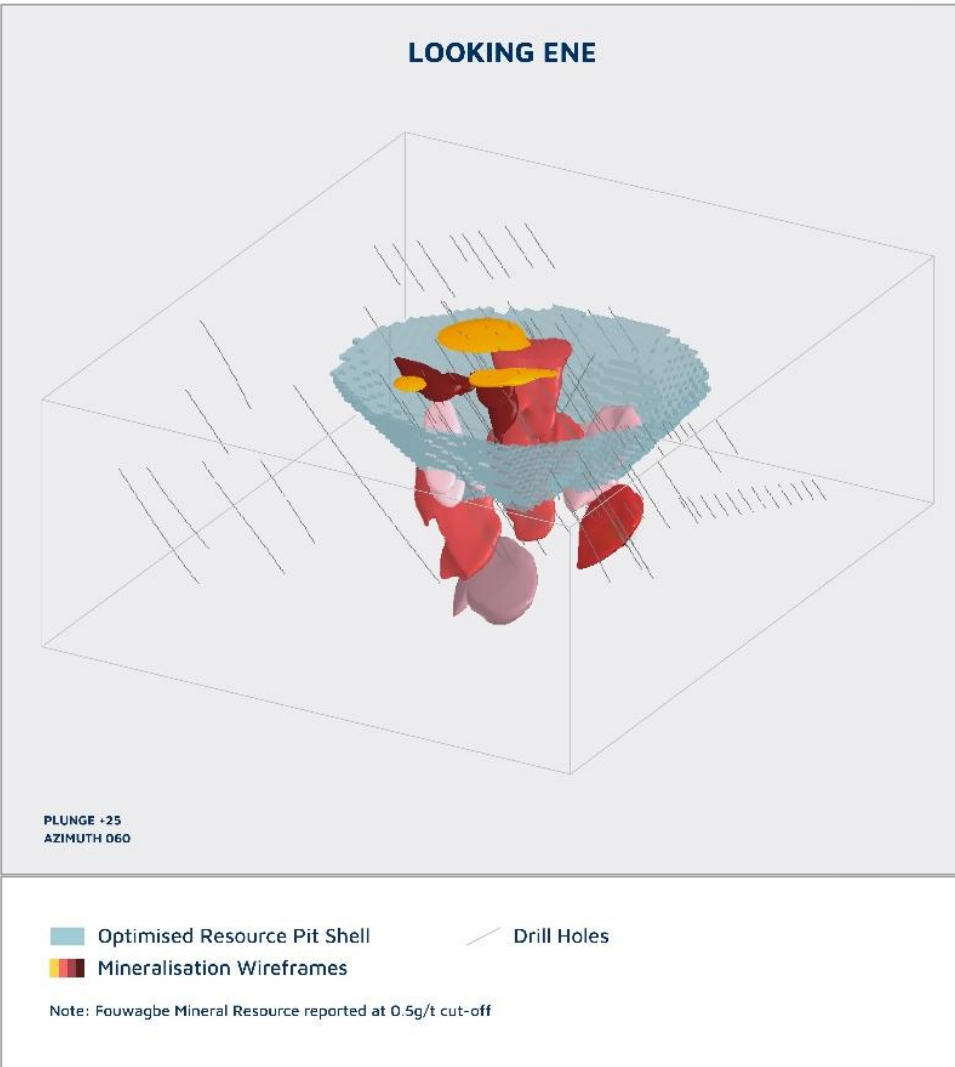 LOOKING ENE
PLUNGE +25
AZIMUTH 060
Optimised Resource Pit Shell
Drill Holes
Mineralisation Wireframes
Note: Fouwagbe Mineral Resource reported at 0.5g/t cut-off